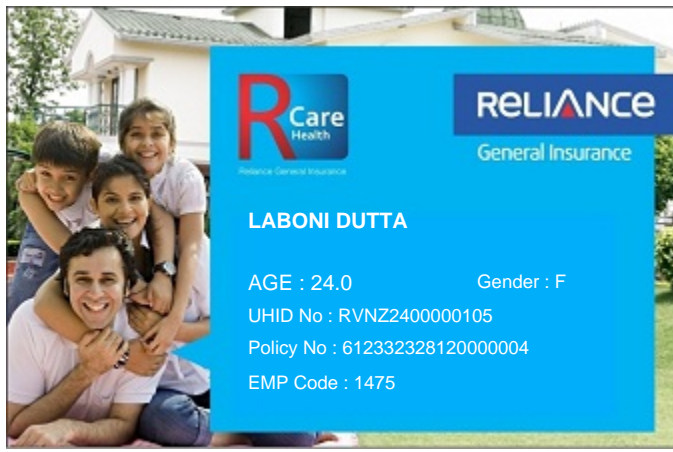 R Care
Health
Reliance General Insurance
RELIANCE
General Insurance
LABONI DUTTA
AGE : 24.0 Gender : F
UHID No : RVNZ2400000105
Policy No : 612332328120000004
EMP Code : 1475